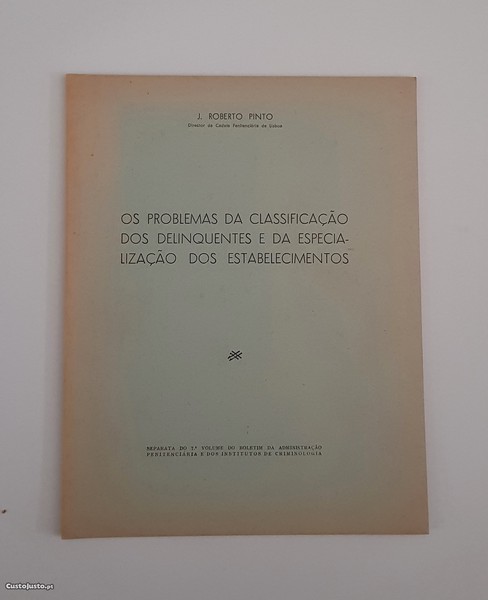 J. ROBERTO PINTO
Director da Cadeia Penitenciária de Lisboa
OS PROBLEMAS DA CLASSIFICAÇÃO
DOS DELINQUENTES E DA ESPECIA-
LIZAÇÃO DOS ESTABELECIMENTOS
SEPARATA DO 7.º VOLUME DO BOLETIM DA ADMINISTRAÇÃO
PENITENCIÁRIA E DOS INSTITUTOS DE CRIMINOLOGIA
CustoJusto.pt